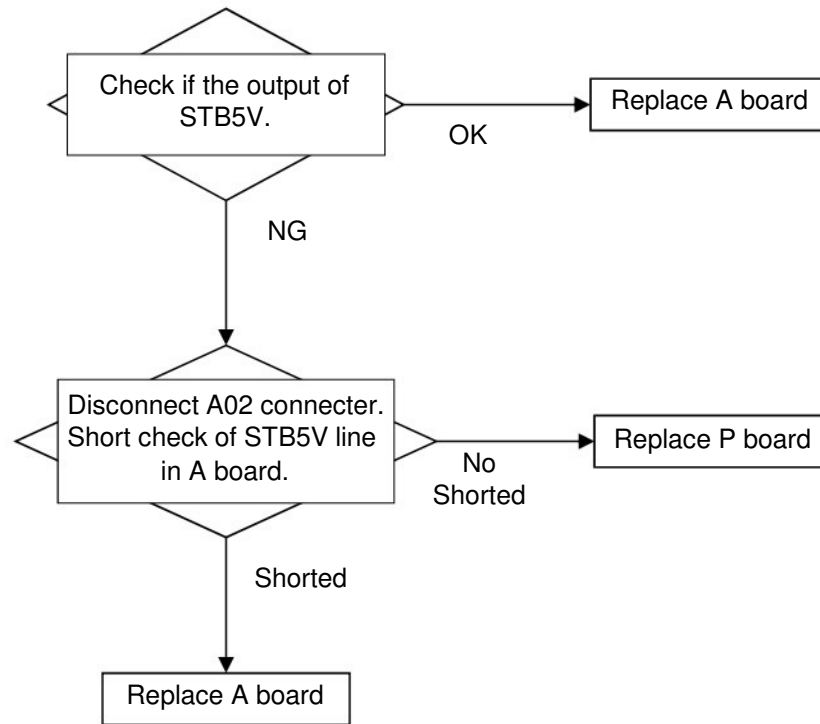 Check if the output of
STB5V.
OK
Replace A board
NG
Disconnect A02 connecter.
Short check of STB5V line
in A board.
No
Shorted
Replace P board
Shorted
Replace A board